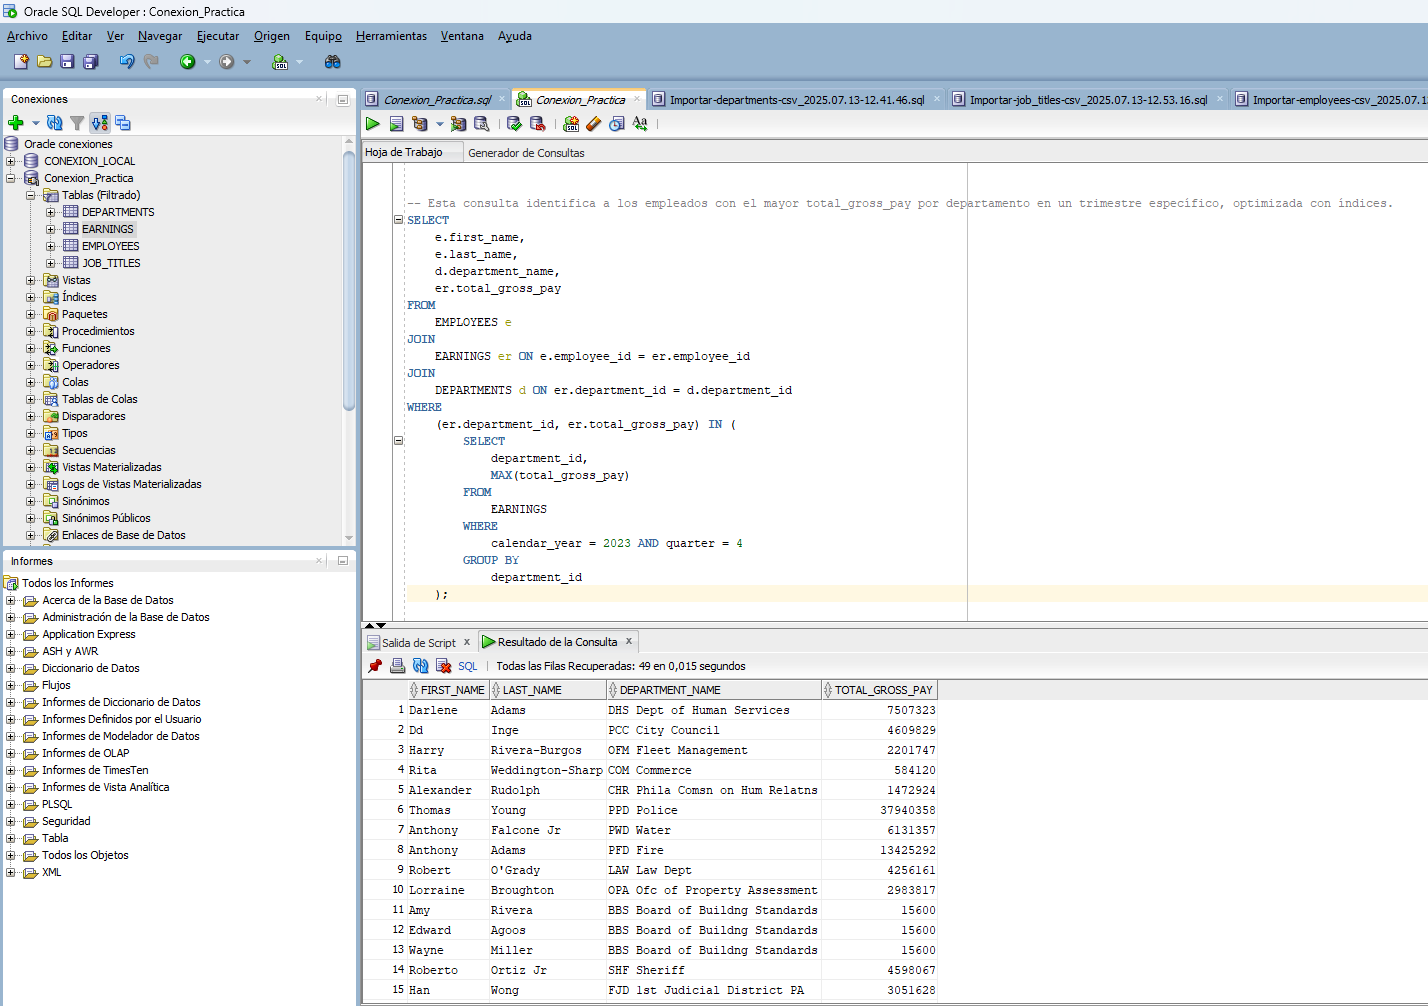 Oracle SQL Developer : Conexion_Practica
Archivo Editar Ver Navegar Ejecutar Origen Equipo Herramientas Ventana Ayuda
Conexiones
Oracle conexiones
CONEXION_LOCAL
Conexion_Practica
Tablas (Filtrado)
DEPARTMENTS
EARNINGS
EMPLOYEES
JOB_TITLES
Vistas
Índices
Paquetes
Procedimientos
Funciones
Operadores
Colas
Tablas de Colas
Disparadores
Tipos
Secuencias
Vistas Materializadas
Logs de Vistas Materializadas
Sinónimos
Sinónimos Públicos
Enlaces de Base de Datos
Informes
Todos los Informes
Acerca de la Base de Datos
Administración de la Base de Datos
Application Express
ASH y AWR
Diccionario de Datos
Flujos
Informes de Diccionario de Datos
Informes Definidos por el Usuario
Informes de Modelador de Datos
Informes de OLAP
Informes de TimesTen
Informes de Vista Analítica
PLSQL
Seguridad
Tabla
Todos los Objetos
XML
Conexion_Practica.sql Conexion_Practica Importar-departments-csv_2025.07.13-12.41.46.sql Importar-job_titles-csv_2025.07.13-12.53.16.sql Importar-employees-csv_2025.07.13
Hoja de Trabajo Generador de Consultas
-- Esta consulta identifica a los empleados con el mayor total_gross_pay por departamento en un trimestre específico, optimizada con índices.
SELECT
e.first_name,
e.last_name,
d.department_name,
er.total_gross_pay
FROM
EMPLOYEES e
JOIN
EARNINGS er ON e.employee_id = er.employee_id
JOIN
DEPARTMENTS d ON er.department_id = d.department_id
WHERE
(er.department_id, er.total_gross_pay) IN (
SELECT
department_id,
MAX(total_gross_pay)
FROM
EARNINGS
WHERE
calendar_year = 2023 AND quarter = 4
GROUP BY
department_id
);
Salida de Script Resultado de la Consulta
SQL Todas las Filas Recuperadas: 49 en 0,015 segundos
FIRST_NAME LAST_NAME DEPARTMENT_NAME TOTAL_GROSS_PAY
1 Darlene Adams DHS Dept of Human Services 7507323
2 Dd Inge PCC City Council 4609829
3 Harry Rivera-Burgos OFM Fleet Management 2201747
4 Rita Weddington-Sharp COM Commerce 584120
5 Alexander Rudolph CHR Phila Comsn on Hum Relatns 1472924
6 Thomas Young PPD Police 37940358
7 Anthony Falcone Jr PWD Water 6131357
8 Anthony Adams PFD Fire 13425292
9 Robert O'Grady LAW Law Dept 4256161
10 Lorraine Broughton OPA Ofc of Property Assessment 2983817
11 Amy Rivera BBS Board of Buildng Standards 15600
12 Edward Agoos BBS Board of Buildng Standards 15600
13 Wayne Miller BBS Board of Buildng Standards 15600
14 Roberto Ortiz Jr SHF Sheriff 4598067
15 Han Wong FJD 1st Judicial District PA 3051628